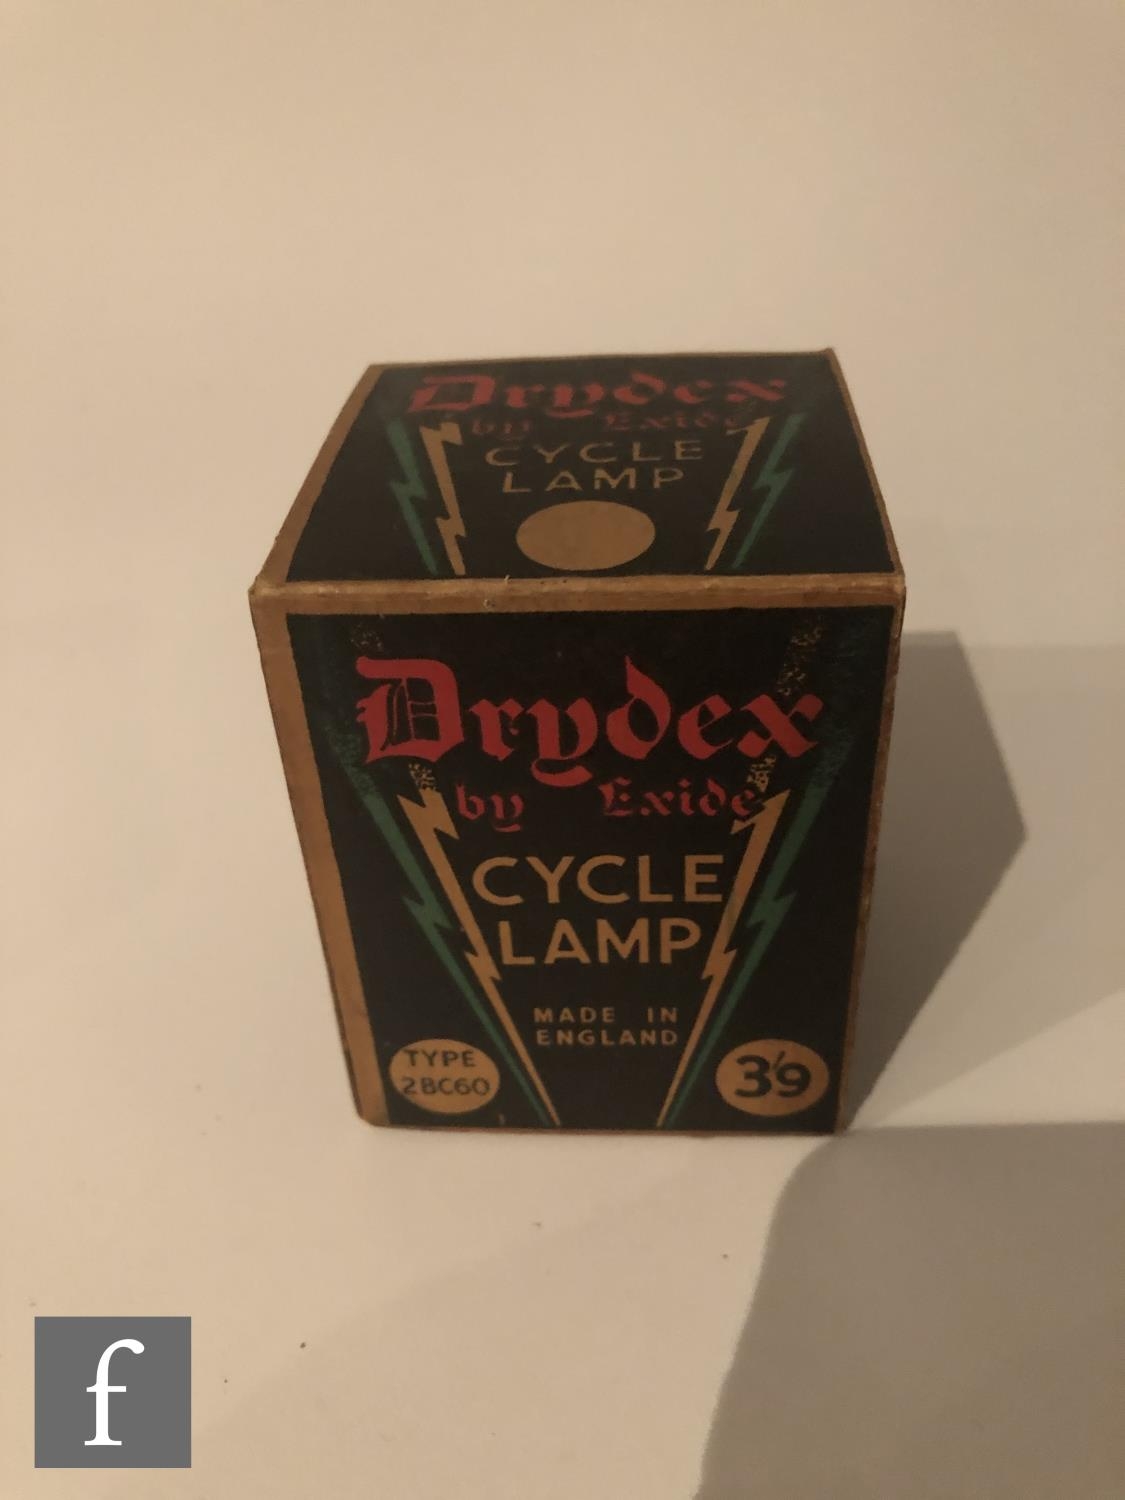 Drydex
by Exide
CYCLE
LAMP
Drydex
by Exide
CYCLE
LAMP
MADE IN
ENGLAND
TYPE
2BC60
3'9
f